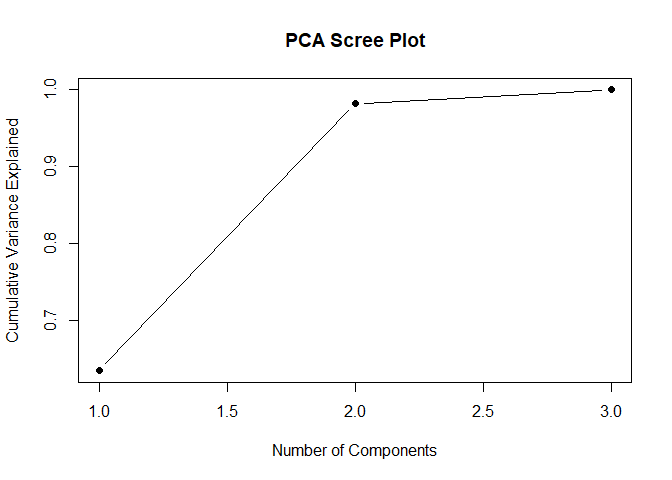 PCA Scree Plot
Cumulative Variance Explained
1.0
0.9
0.8
0.7
1.0 1.5 2.0 2.5 3.0
Number of Components